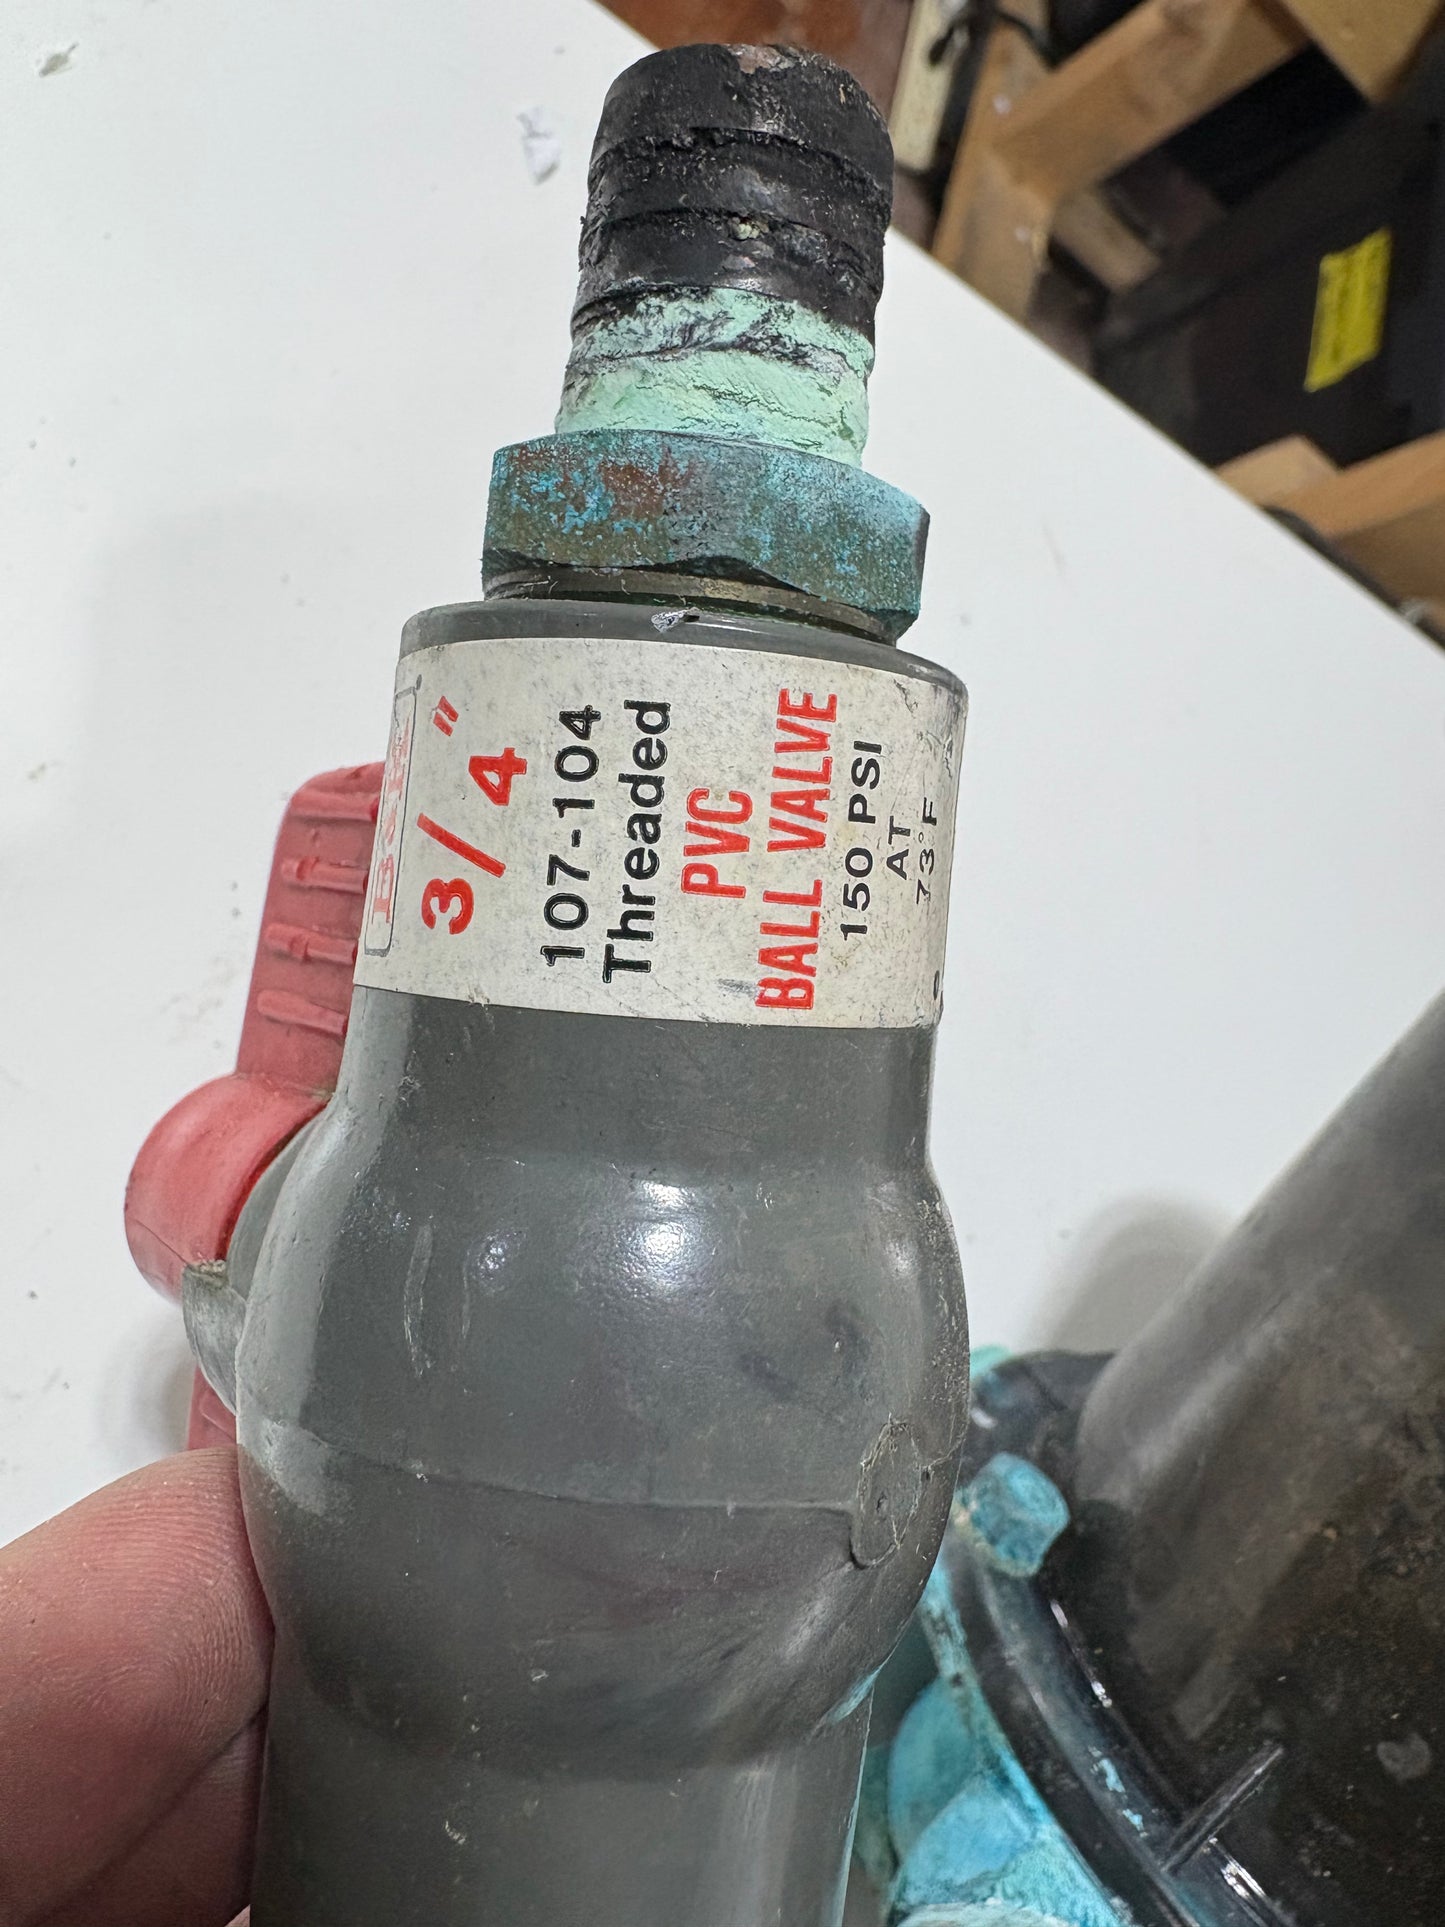 B&K
3/4"
107-104
Threaded
PVC
BALL VALVE
150 PSI
AT
73°F